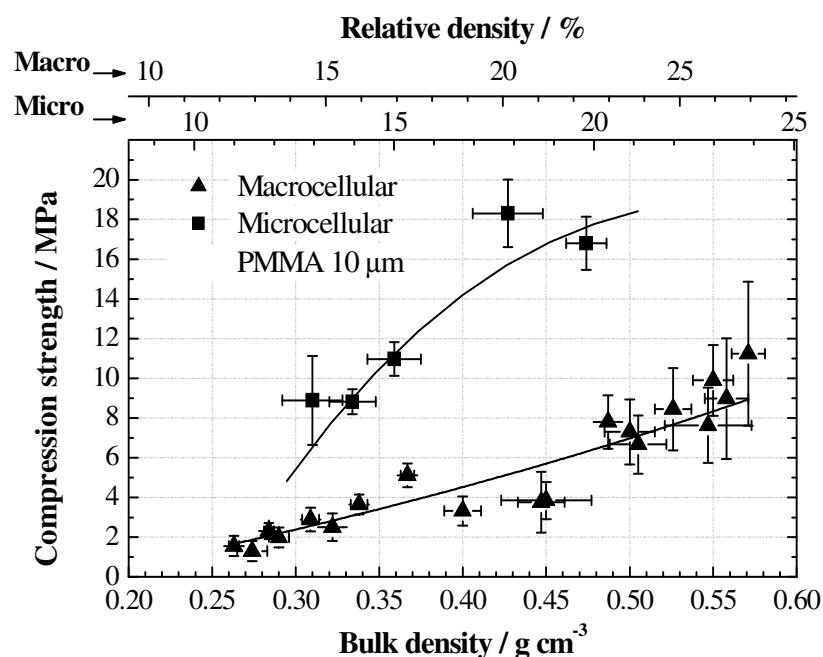 Relative density / %
Macro
10 15 20 25
Micro
10 15 20 25
Compression strength / MPa
20
18
16
14
12
10
8
6
4
2
0
Macrocellular
Microcellular
PMMA 10 µm
0.20 0.25 0.30 0.35 0.40 0.45 0.50 0.55 0.60
Bulk density / g cm⁻³